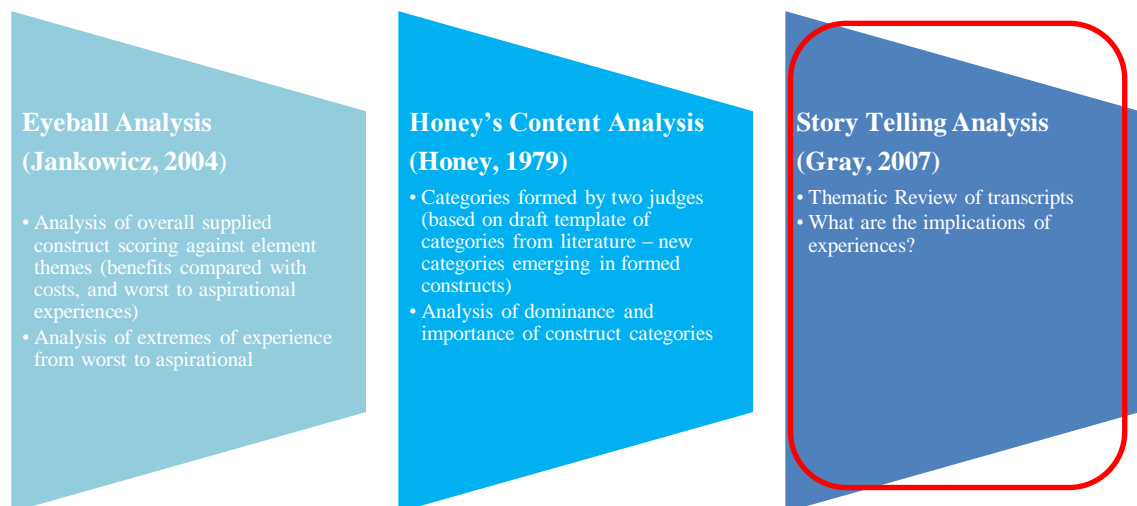 Eyeball Analysis
(Jankowicz, 2004)
• Analysis of overall supplied
construct scoring against element
themes (benefits compared with
costs, and worst to aspirational
experiences)
• Analysis of extremes of experience
from worst to aspirational
Honey's Content Analysis
(Honey, 1979)
• Categories formed by two judges
(based on draft template of
categories from literature – new
categories emerging in formed
constructs)
• Analysis of dominance and
importance of construct categories
Story Telling Analysis
(Gray, 2007)
• Thematic Review of transcripts
• What are the implications of
experiences?